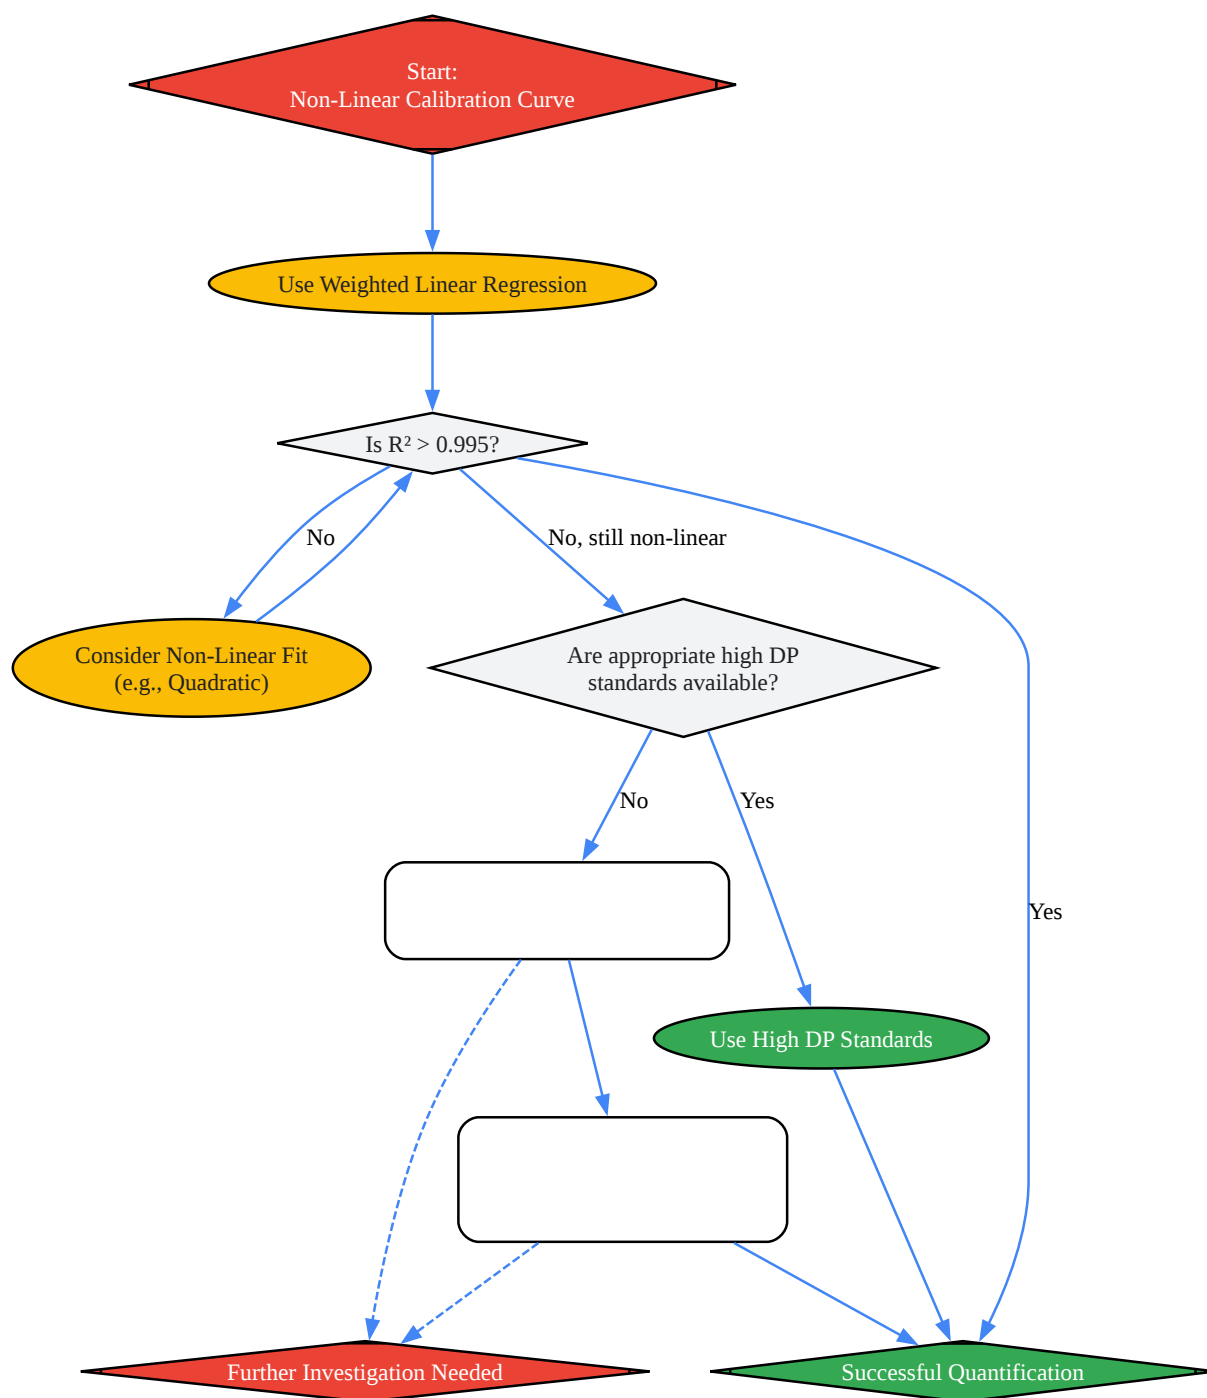 Start:
Non-Linear Calibration Curve
Use Weighted Linear Regression
Is R² > 0.995?
No
No, still non-linear
Consider Non-Linear Fit
(e.g., Quadratic)
Are appropriate high DP
standards available?
No
Yes
Yes
Use High DP Standards
Further Investigation Needed
Successful Quantification